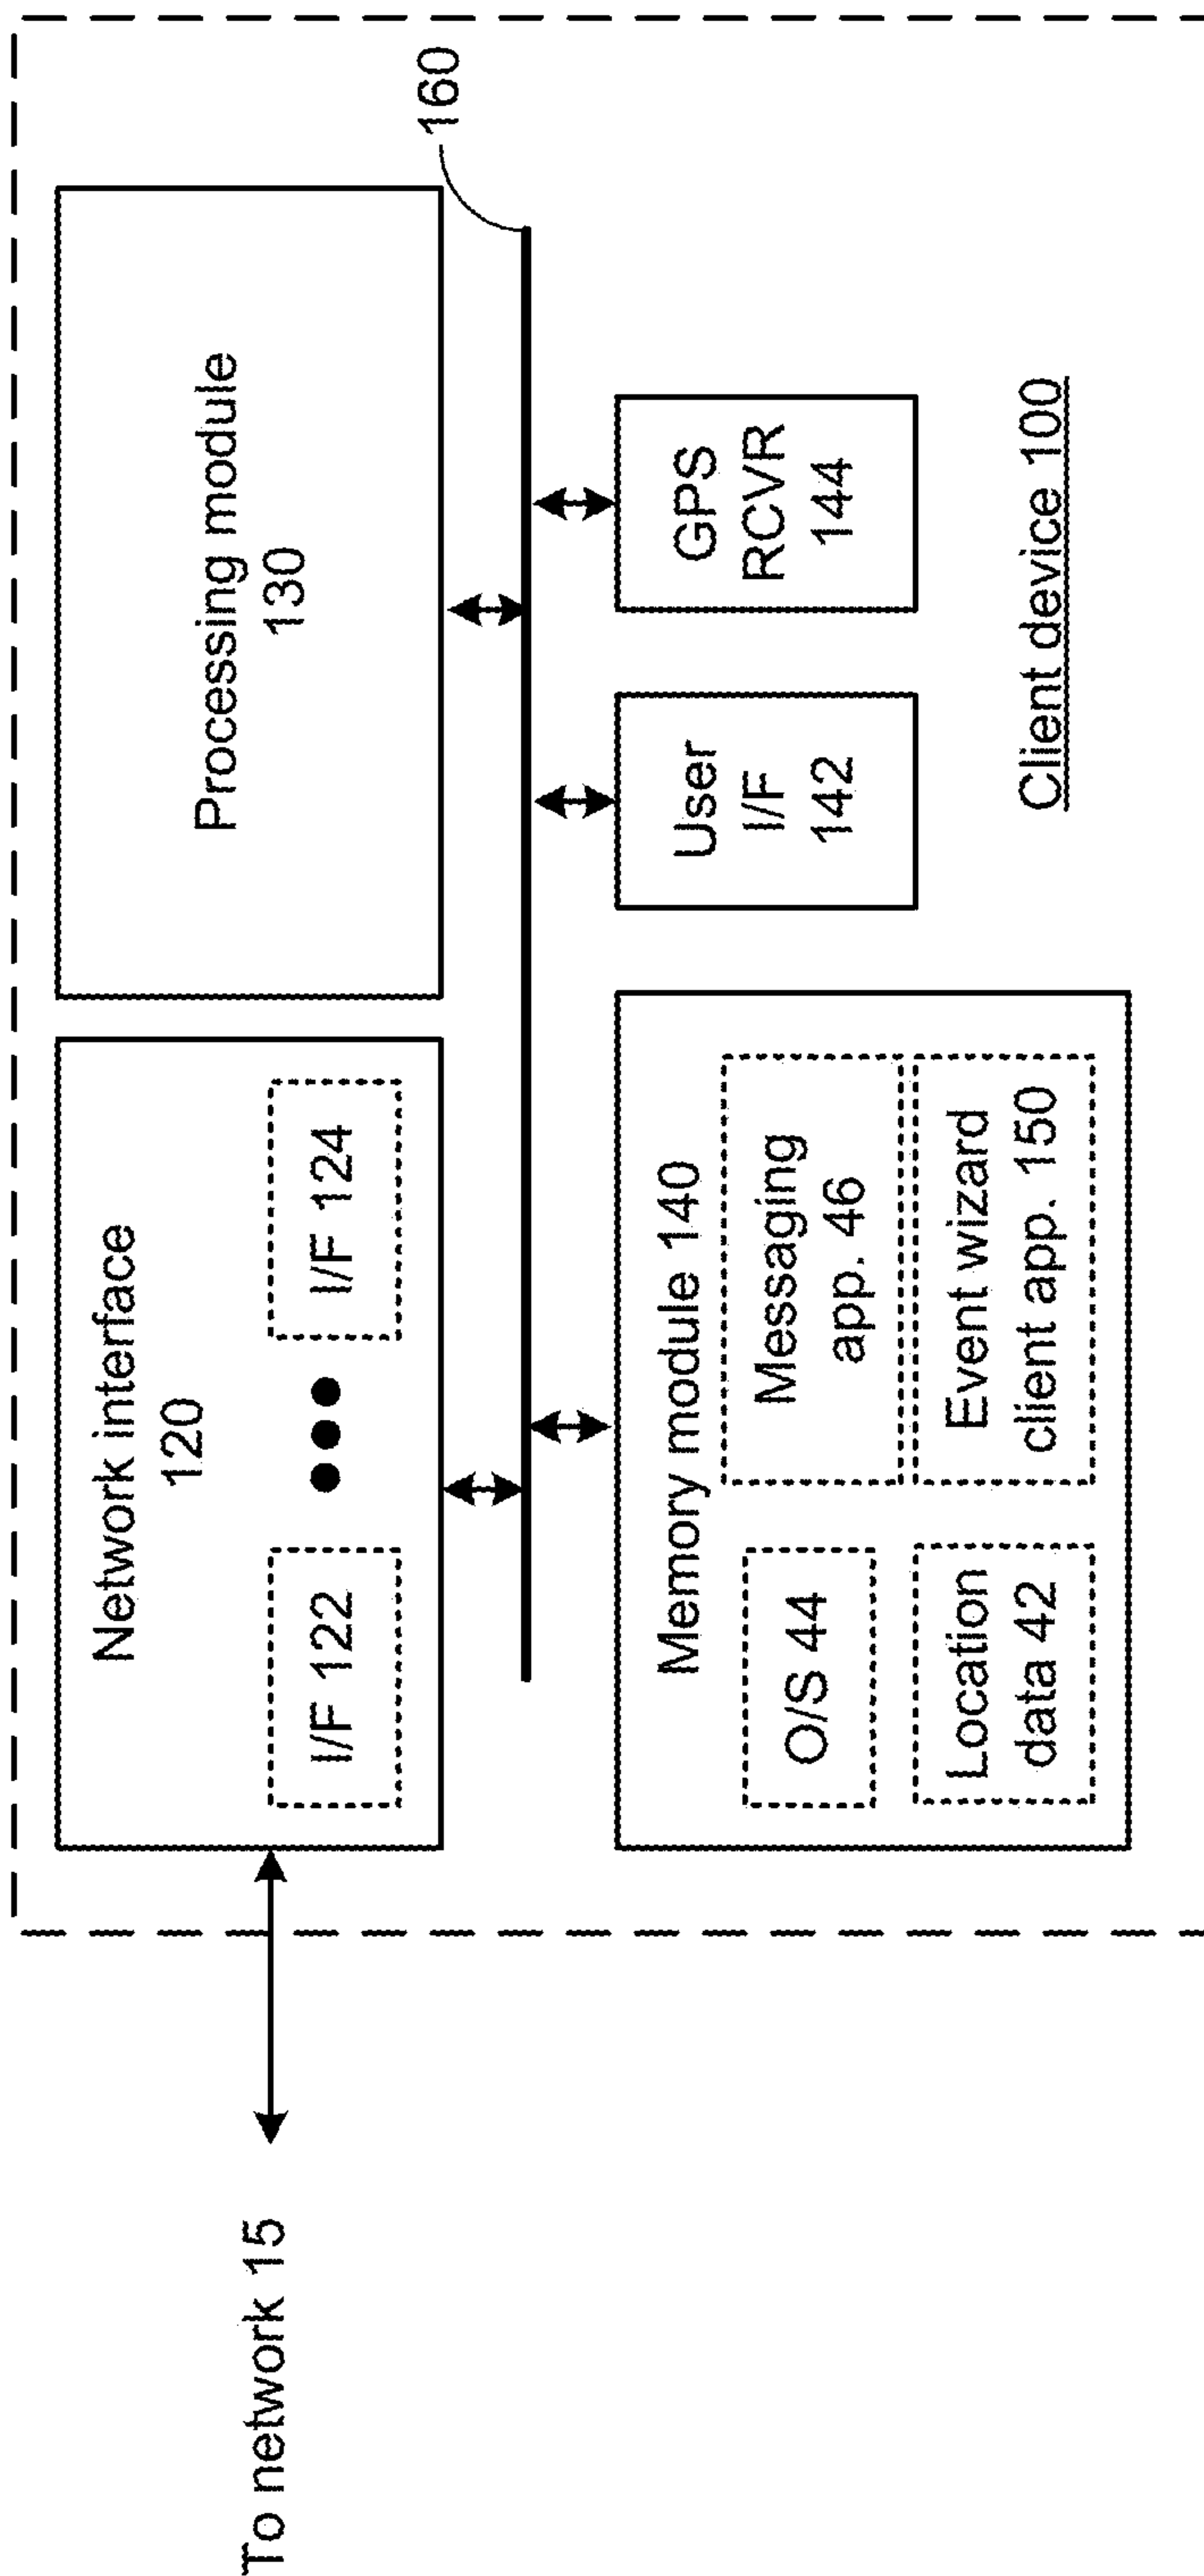 To network 15
Network interface
120
I/F 122
I/F 124
Processing module
130
160
Memory module 140
O/S 44
Messaging
app. 46
Location
data 42
Event wizard
client app. 150
User
I/F
142
GPS
RCVR
144
Client device 100